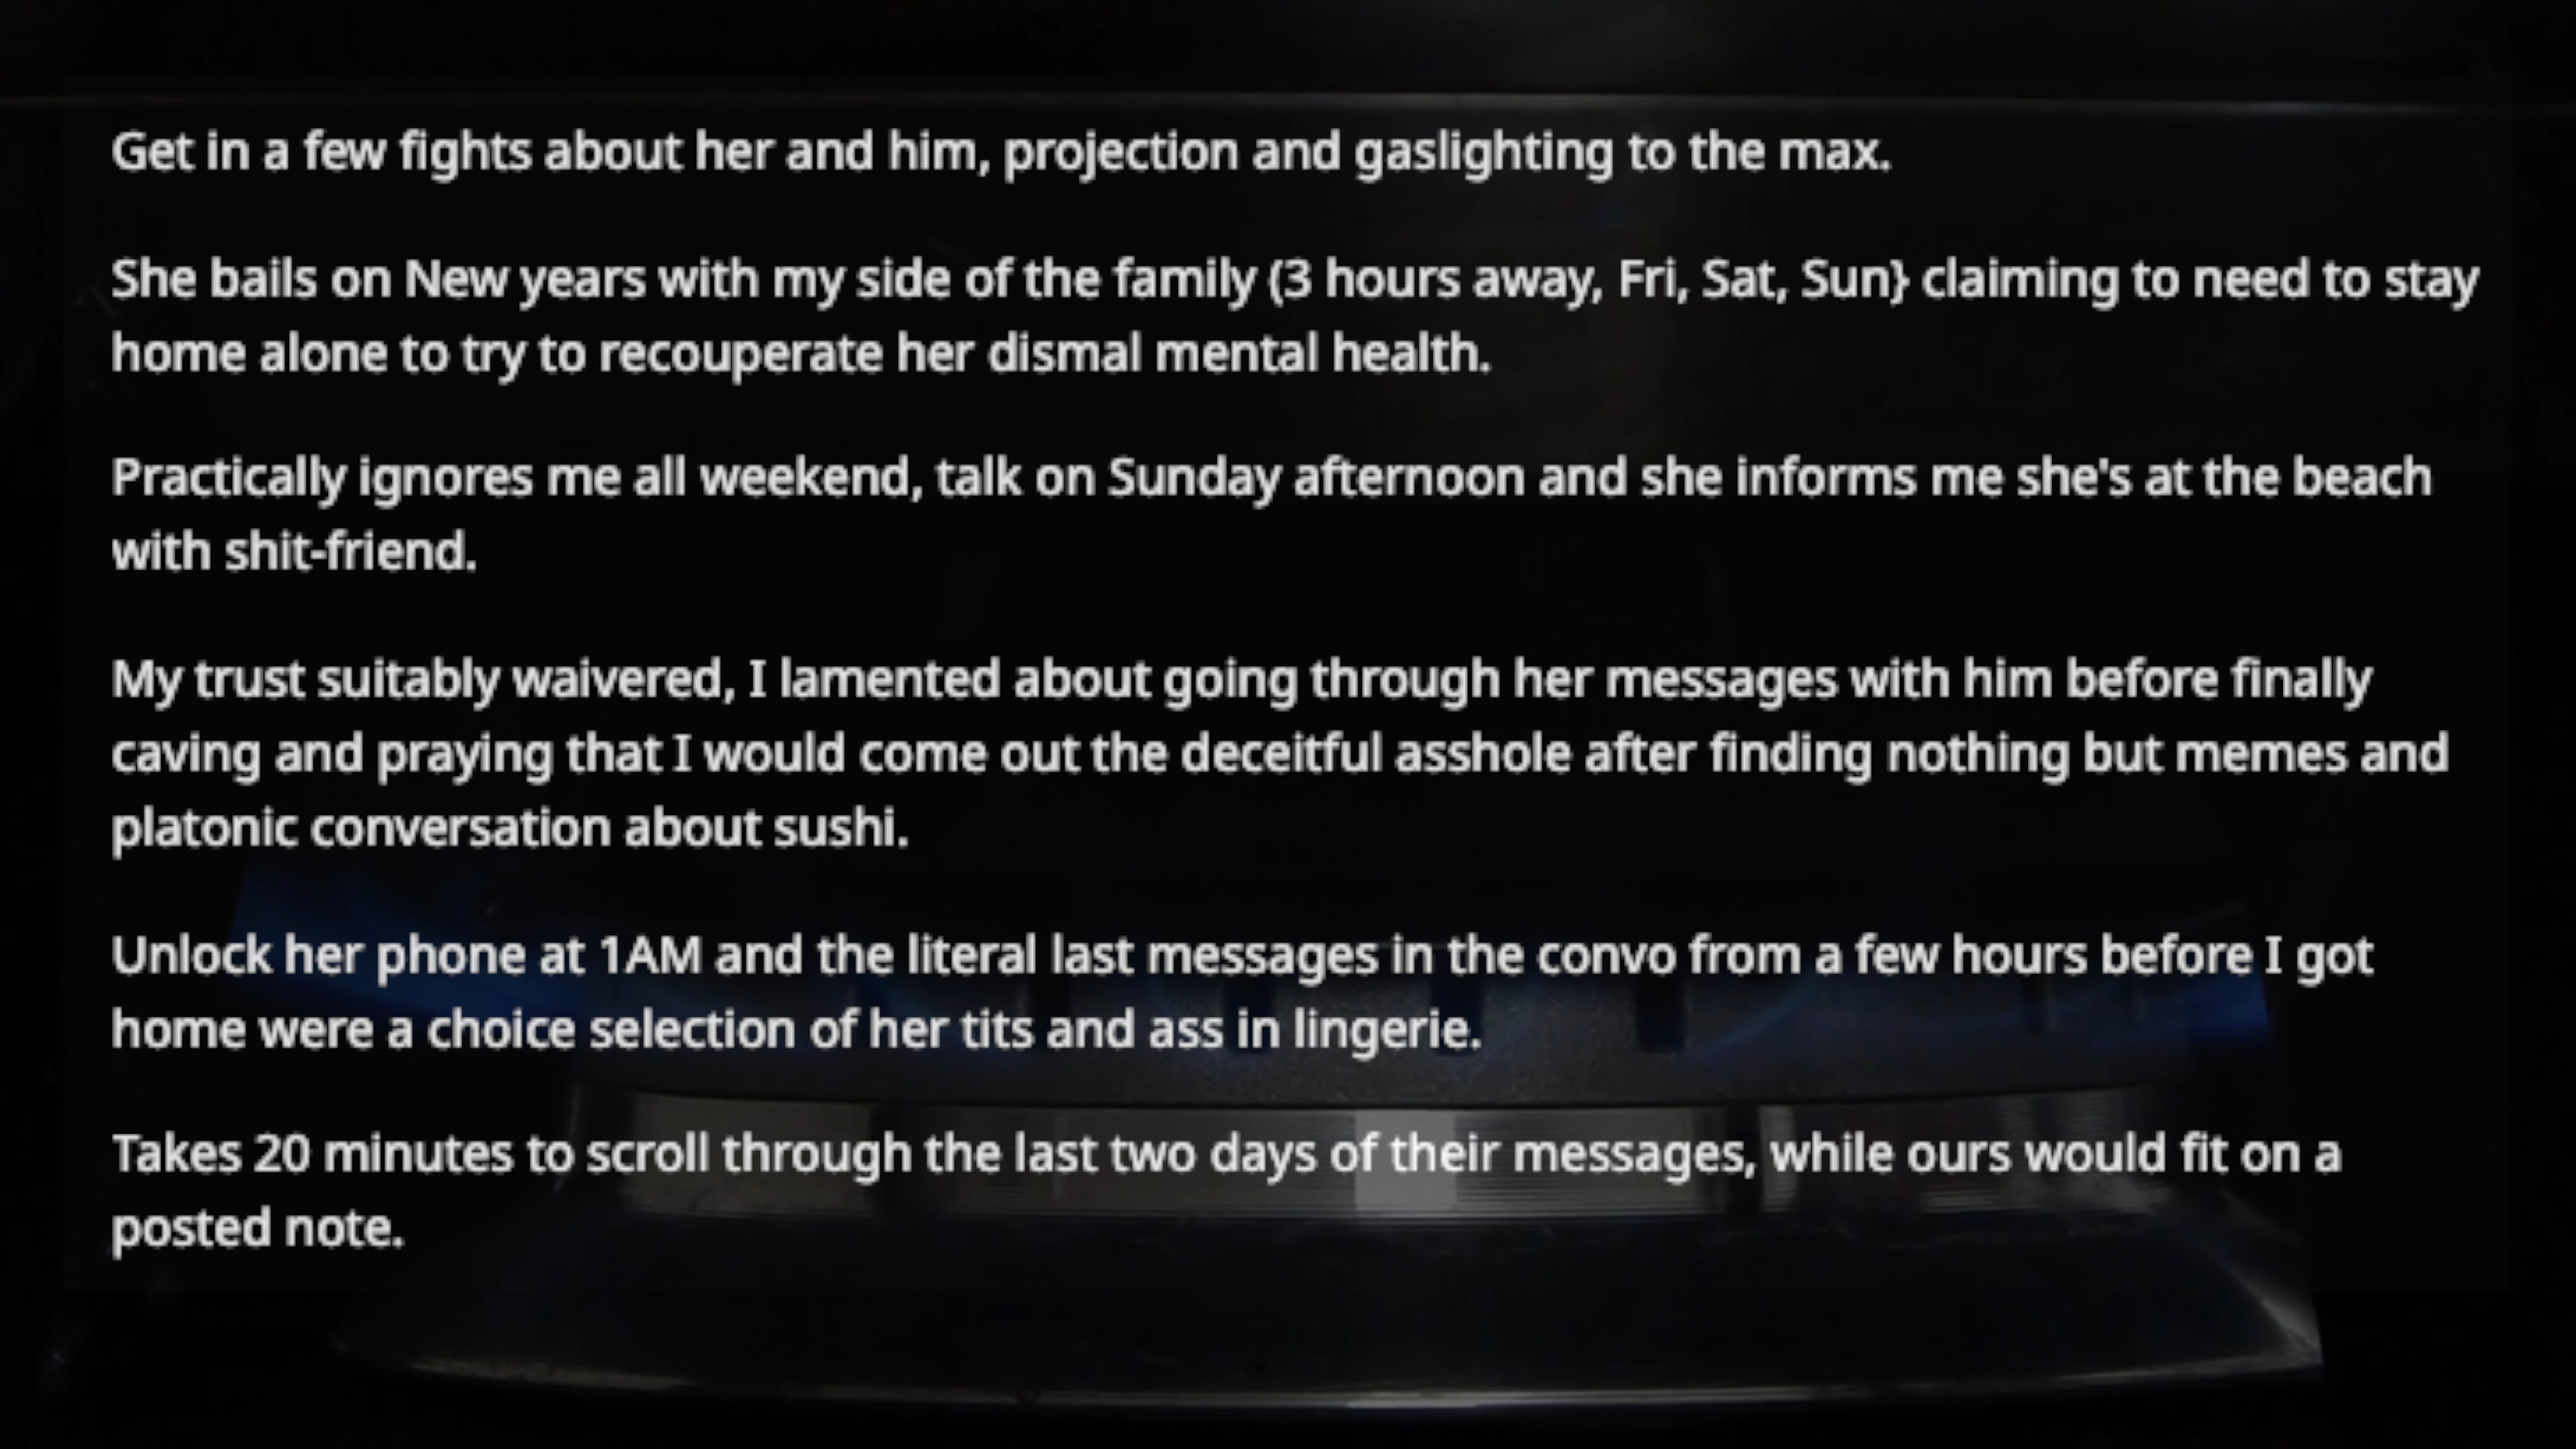 Get in a few fights about her and him, projection and gaslighting to the max.
She bails on New years with my side of the family (3 hours away, Fri, Sat, Sun} claiming to need to stay
home alone to try to recouperate her dismal mental health.
Practically ignores me all weekend, talk on Sunday afternoon and she informs me she's at the beach
with shit-friend.
My trust suitably waivered, I lamented about going through her messages with him before finally
caving and praying that I would come out the deceitful asshole after finding nothing but memes and
platonic conversation about sushi.
Unlock her phone at 1AM and the literal last messages in the convo from a few hours before I got
home were a choice selection of her tits and ass in lingerie.
Takes 20 minutes to scroll through the last two days of their messages, while ours would fit on a
posted note.